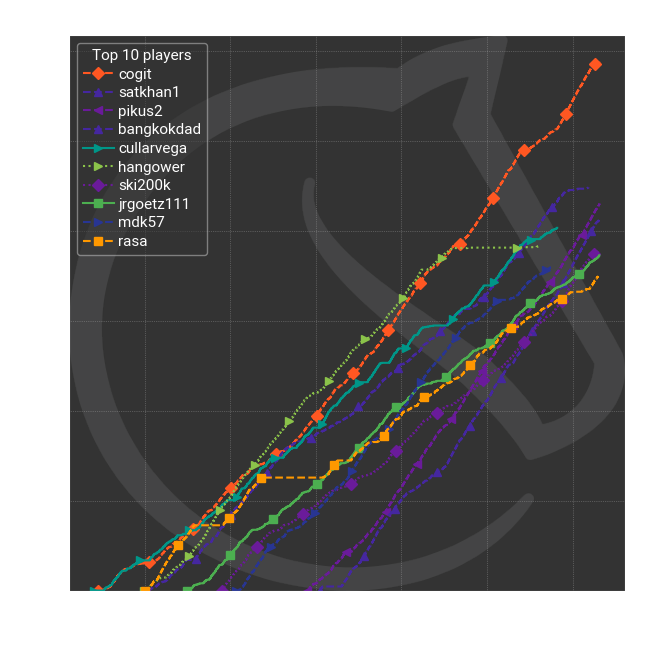 Top 10 players
cogit
satkhan1
pikus2
bangkokdad
cullarvega
hangower
ski200k
jrgoetz111
mdk57
rasa